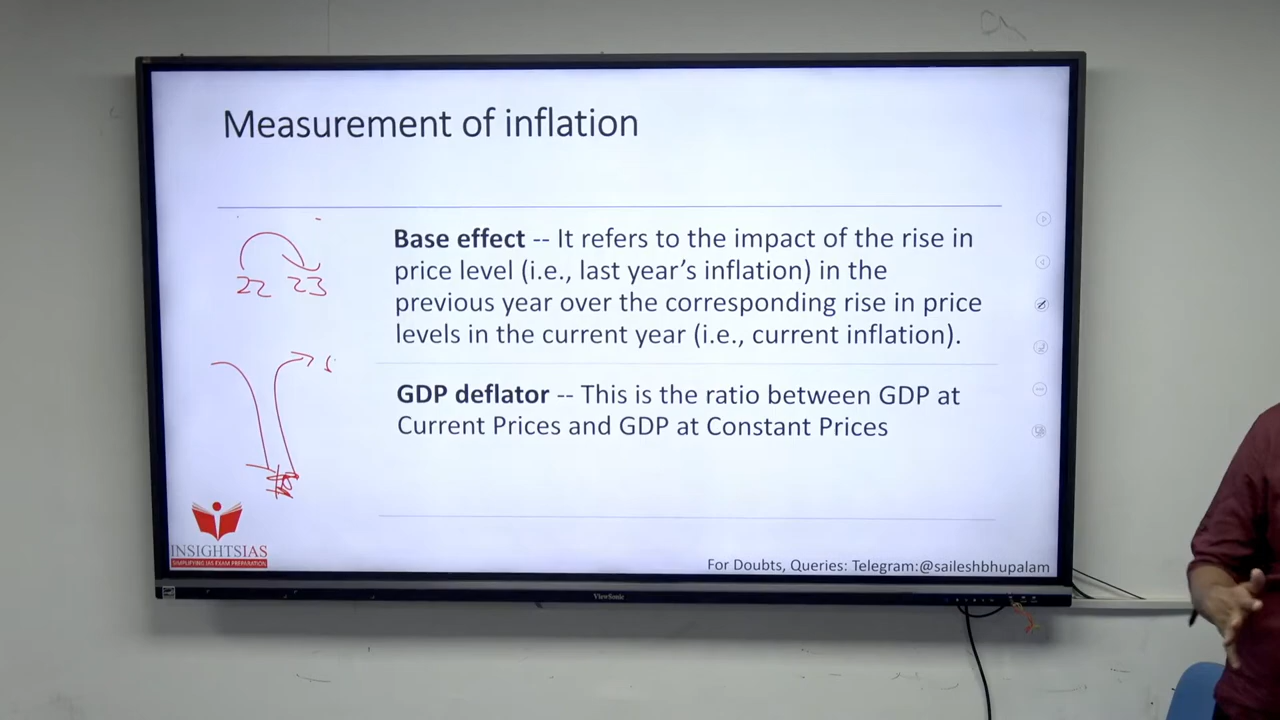 Measurement of inflation
22 23
Base effect -- It refers to the impact of the rise in
price level (i.e., last year’s inflation) in the
previous year over the corresponding rise in price
levels in the current year (i.e., current inflation).
GDP deflator -- This is the ratio between GDP at
Current Prices and GDP at Constant Prices
INSIGHTSIAS
SIMPLIFYING IAS EXAM PREPARATION
For Doubts, Queries: Telegram:@saileshbhupalam
ViewSonic